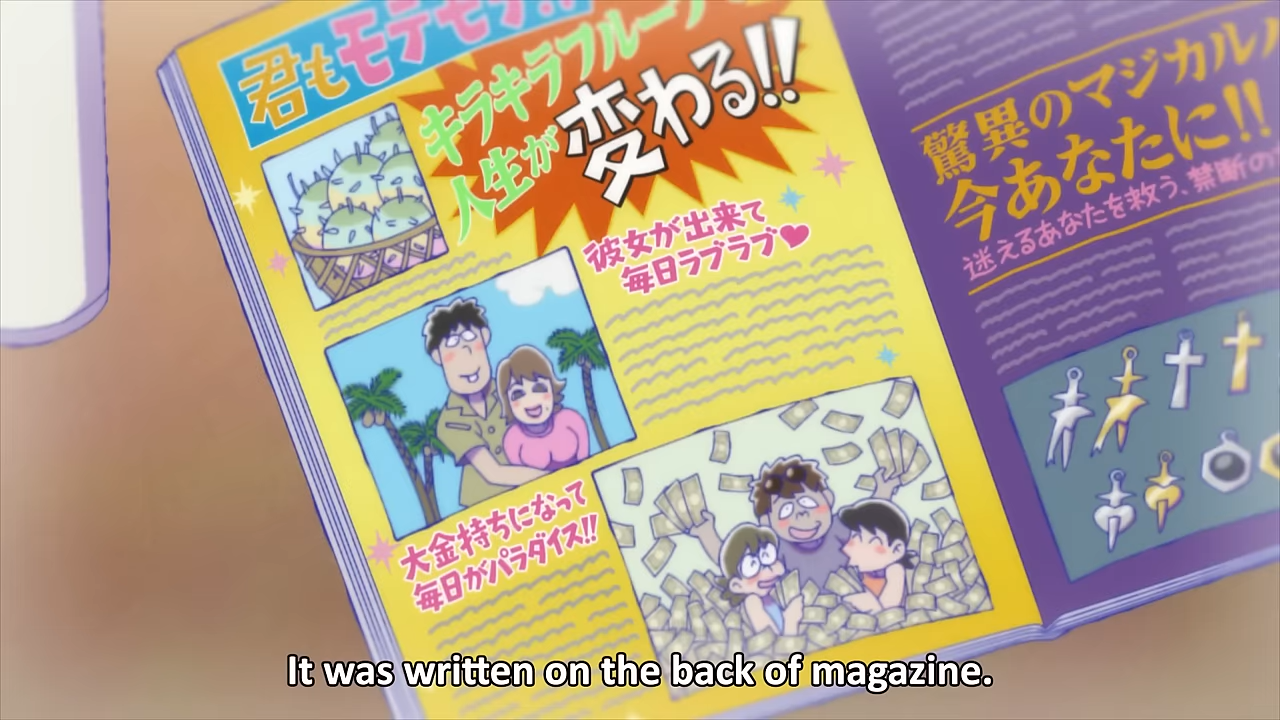 君もモテモテ!!
キラキラフルーツ
人生が変わる!!
彼女が出来て
毎日ラブラブ♥
大金持ちになって
毎日がパラダイス!!
驚異のマジカル
今あなたに!!
迷えるあなたを救う、禁断の
It was written on the back of magazine.